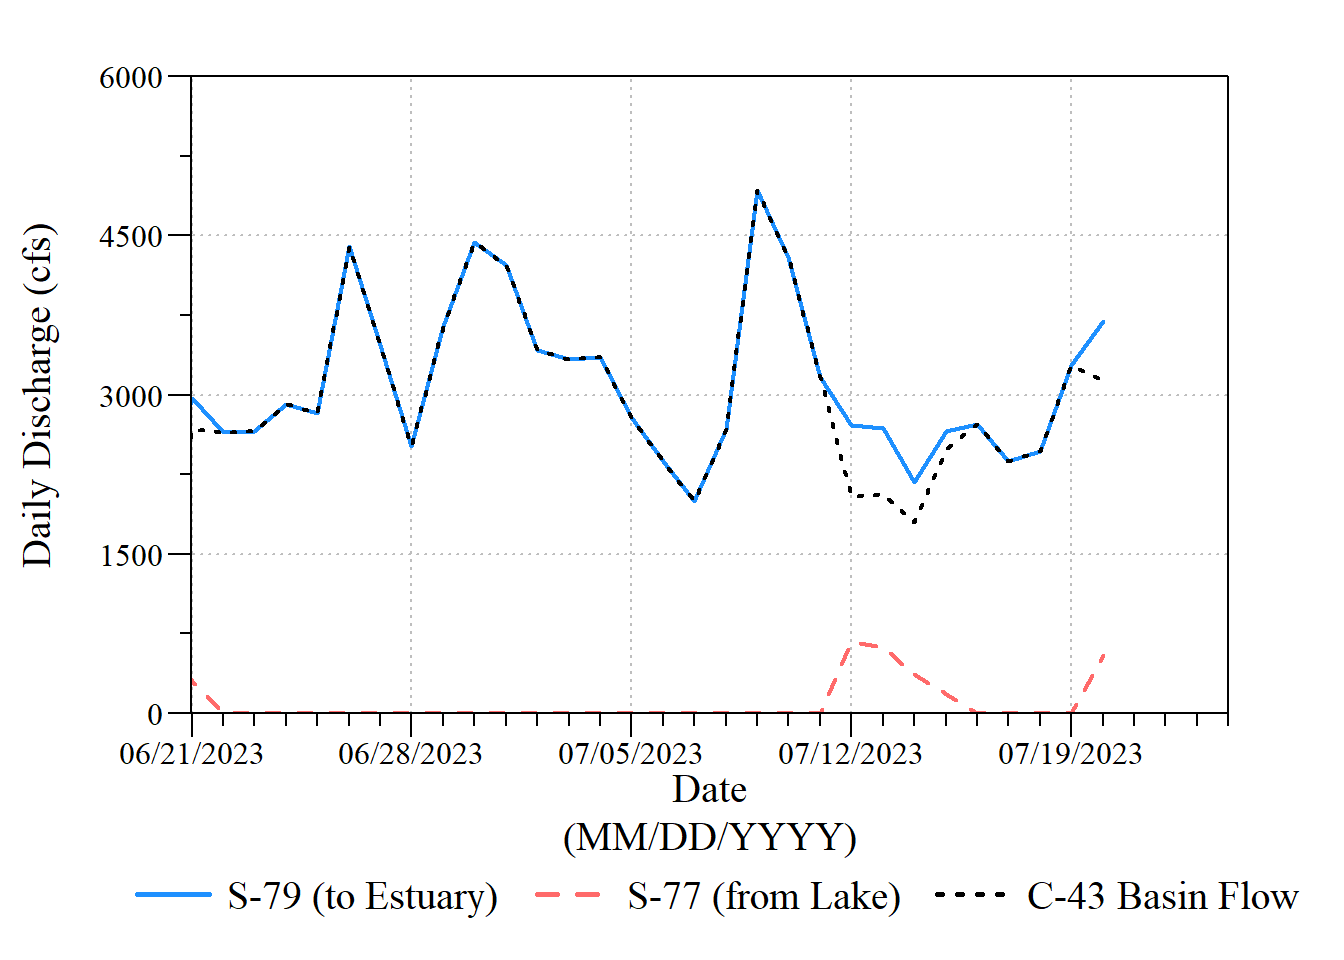 6000
4500
3000
1500
0
Daily Discharge (cfs)
06/21/2023 06/28/2023 07/05/2023 07/12/2023 07/19/2023
Date
(MM/DD/YYYY)
S-79 (to Estuary) S-77 (from Lake) C-43 Basin Flow